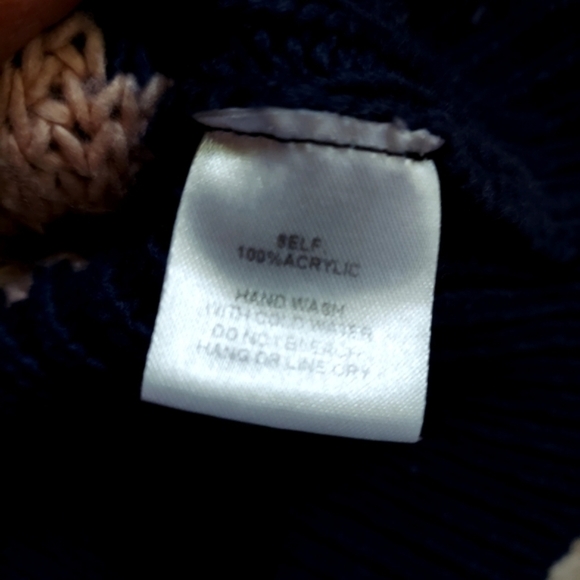 SELF:
100%ACRYLIC
HAND WASH
WITH COLD WATER
DO NOT BLEACH.
HANG OR LINE DRY